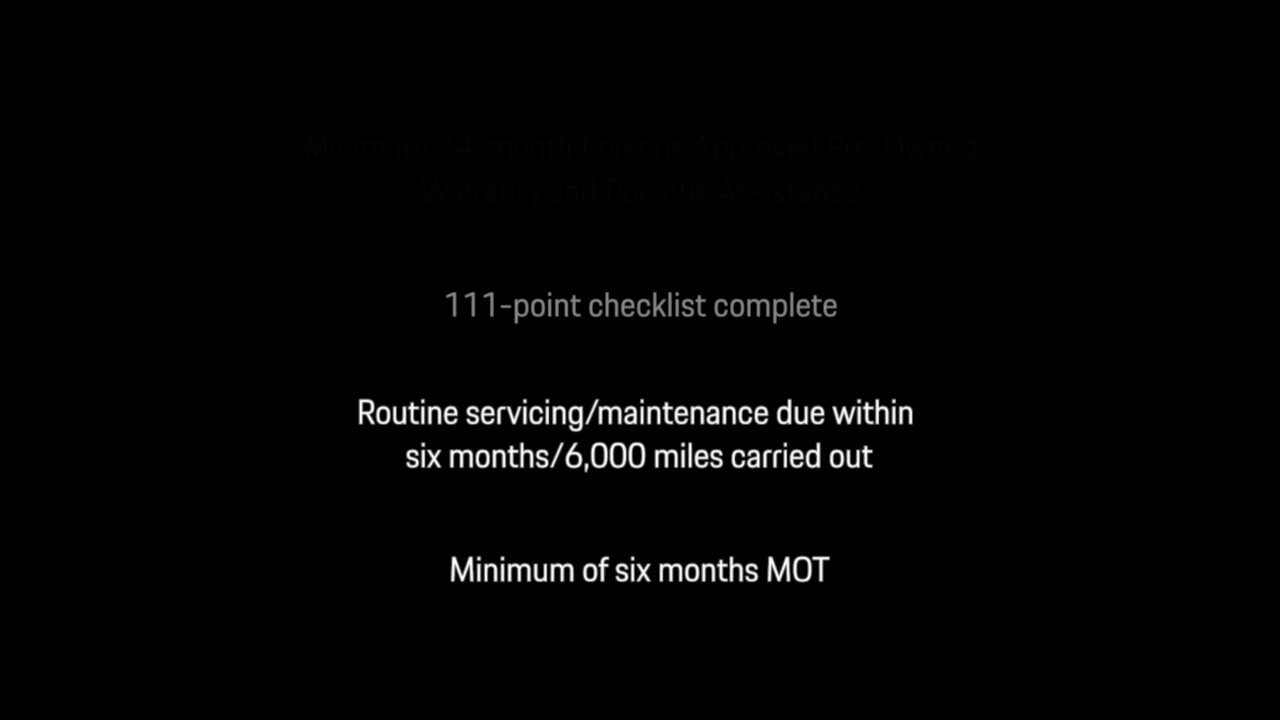 Minimum 24-month Porsche Approved Pre-Owned
Warranty and Porsche Assistance
111-point checklist complete
Routine servicing/maintenance due within
six months/6,000 miles carried out
Minimum of six months MOT